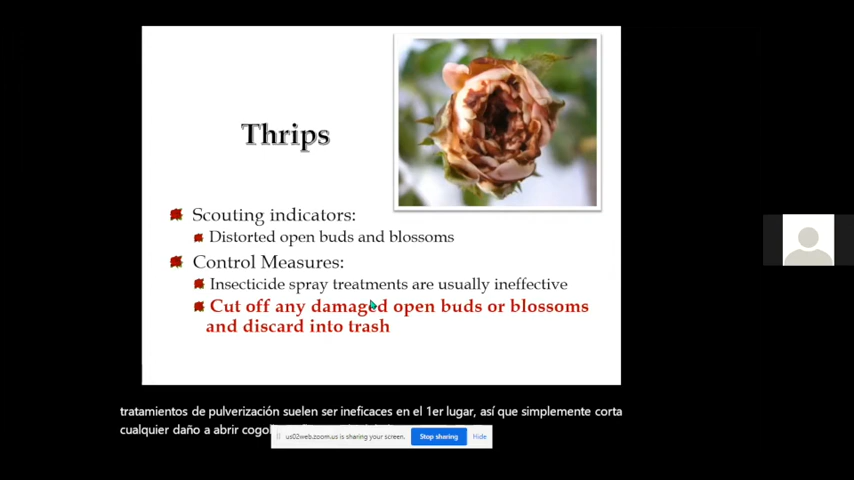 Thrips
Scouting indicators:
Distorted open buds and blossoms
Control Measures:
Insecticide spray treatments are usually ineffective
Cut off any damaged open buds or blossoms
and discard into trash
tratamientos de pulverización suelen ser ineficaces en el 1er lugar, así que simplemente corta
cualquier daño a abrir
us02web.zoom.us is sharing your screen. Stop sharing Hide